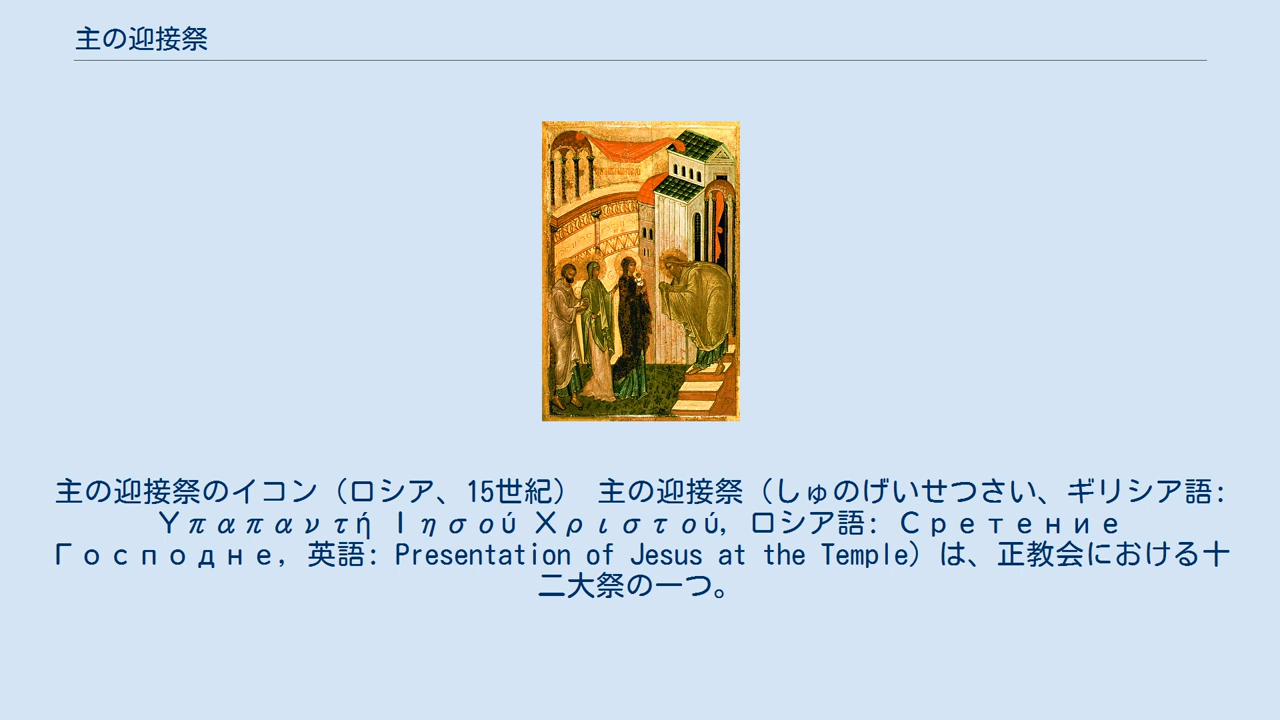 主の迎接祭
主の迎接祭のイコン（ロシア、15世紀） 主の迎接祭（しゅのげいせつさい、ギリシア語:
Υπαπαντή Ιησού Χριστού, ロシア語: Сретение
Господне, 英語: Presentation of Jesus at the Temple）は、正教会における十
二大祭の一つ。